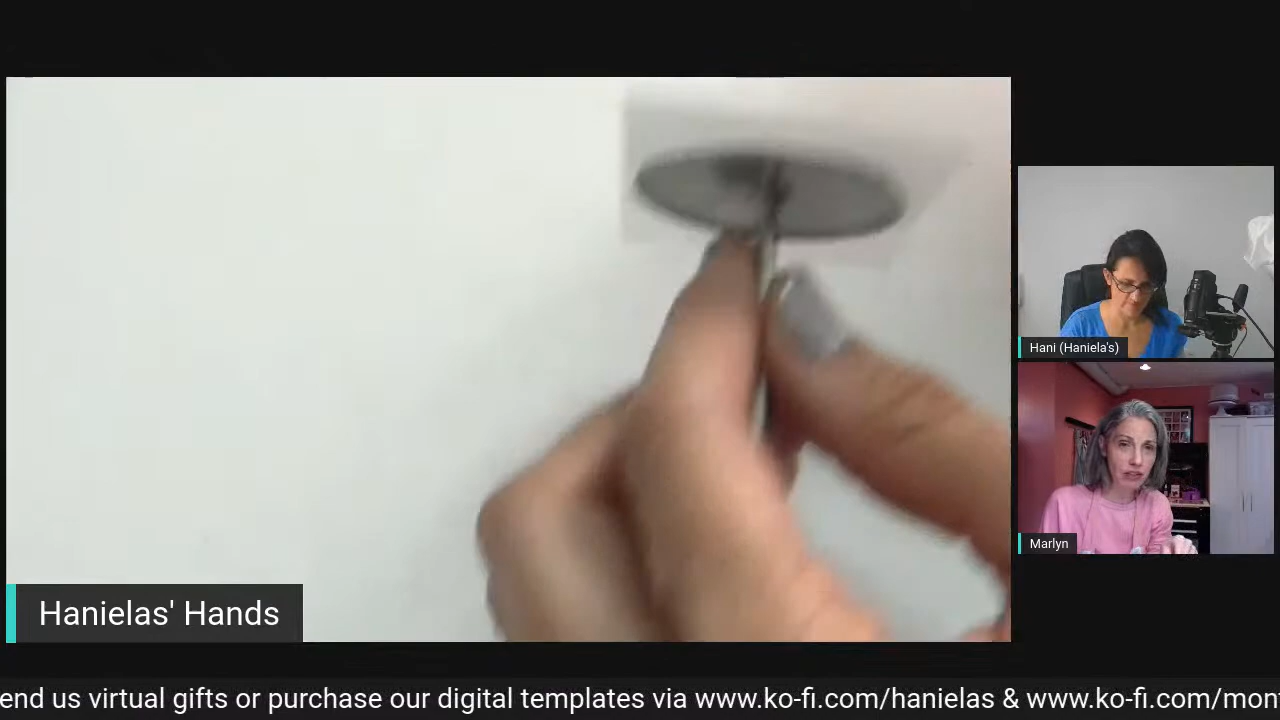 Hani (Haniela's)
Marlyn
Hanielas' Hands
end us virtual gifts or purchase our digital templates via www.ko-fi.com/hanielas & www.ko-fi.com/mon